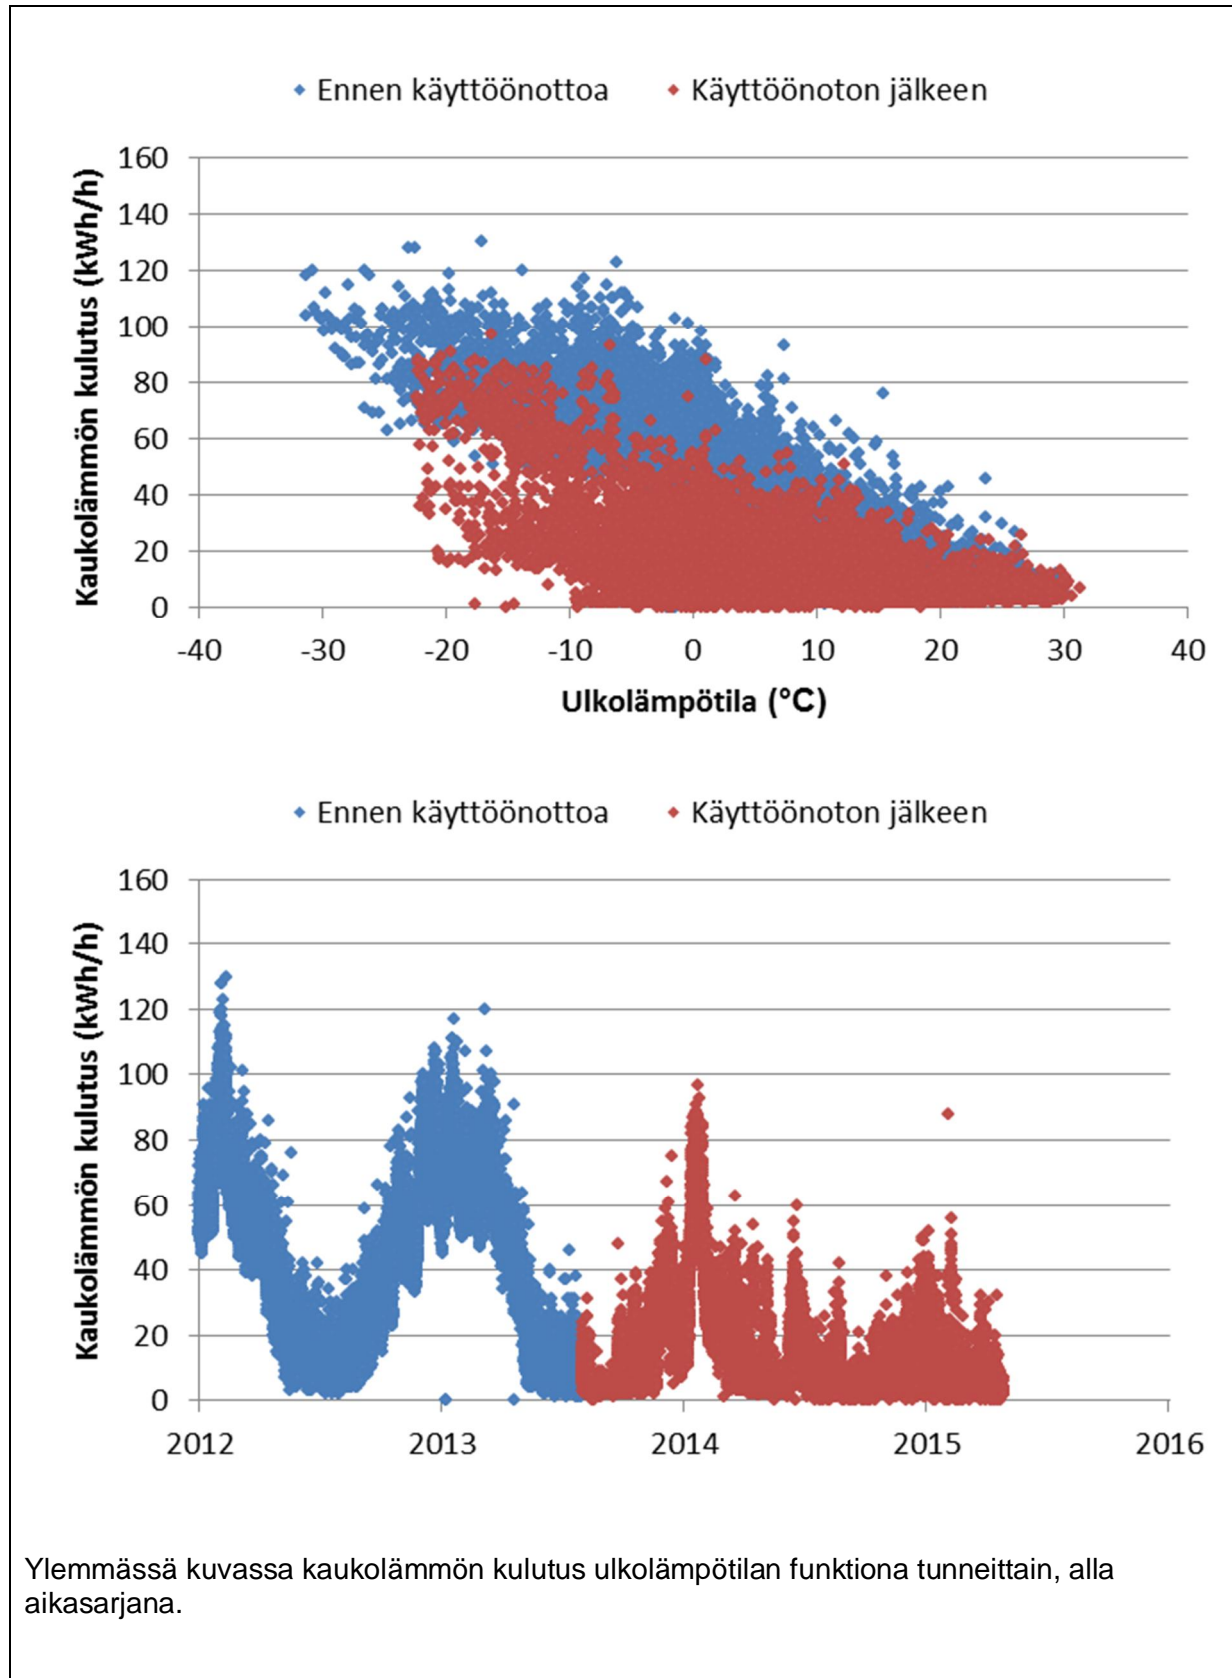 Ennen käyttöönottoa Käyttöönoton jälkeen
Kaukolämmön kulutus (kWh/h)
160
140
120
100
80
60
40
20
0
-40 -30 -20 -10 0 10 20 30 40
Ulkolämpötila (°C)
Ennen käyttöönottoa Käyttöönoton jälkeen
Kaukolämmön kulutus (kWh/h)
160
140
120
100
80
60
40
20
0
2012 2013 2014 2015 2016
Ylemmässä kuvassa kaukolämmön kulutus ulkolämpötilan funktiona tunneittain, alla
aikasarjana.